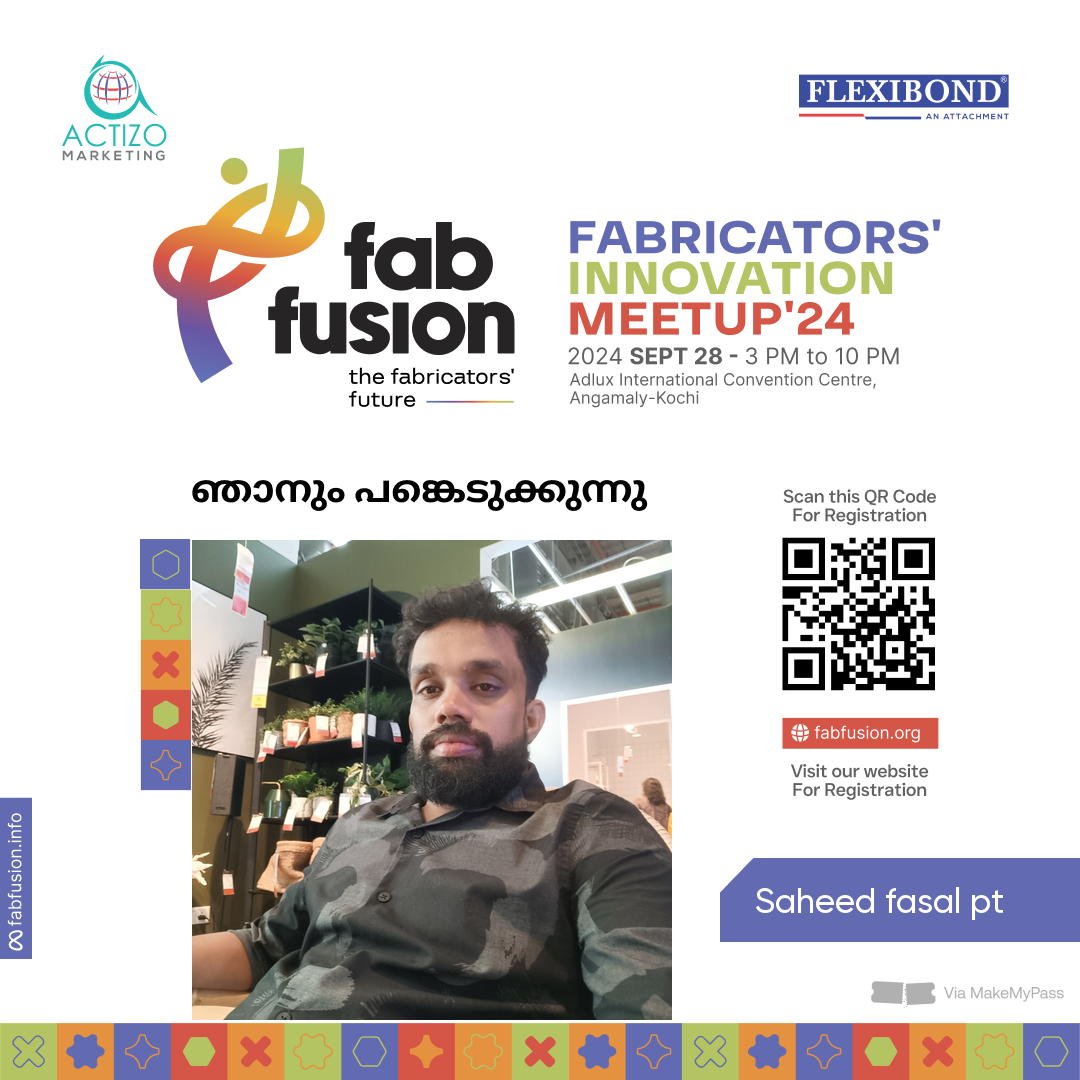 ACTIZO
MARKETING
FLEXIBOND®
AN ATTACHMENT
fab
fusion
the fabricators'
future
FABRICATORS'
INNOVATION
MEETUP'24
2024 SEPT 28 - 3 PM to 10 PM
Adlux International Convention Centre,
Angamaly-Kochi
ഞാനും പങ്കെടുക്കുന്നു
Scan this QR Code
For Registration
fabfusion.org
Visit our website
For Registration
fabfusion.info
Saheed fasal pt
Via MakeMyPass